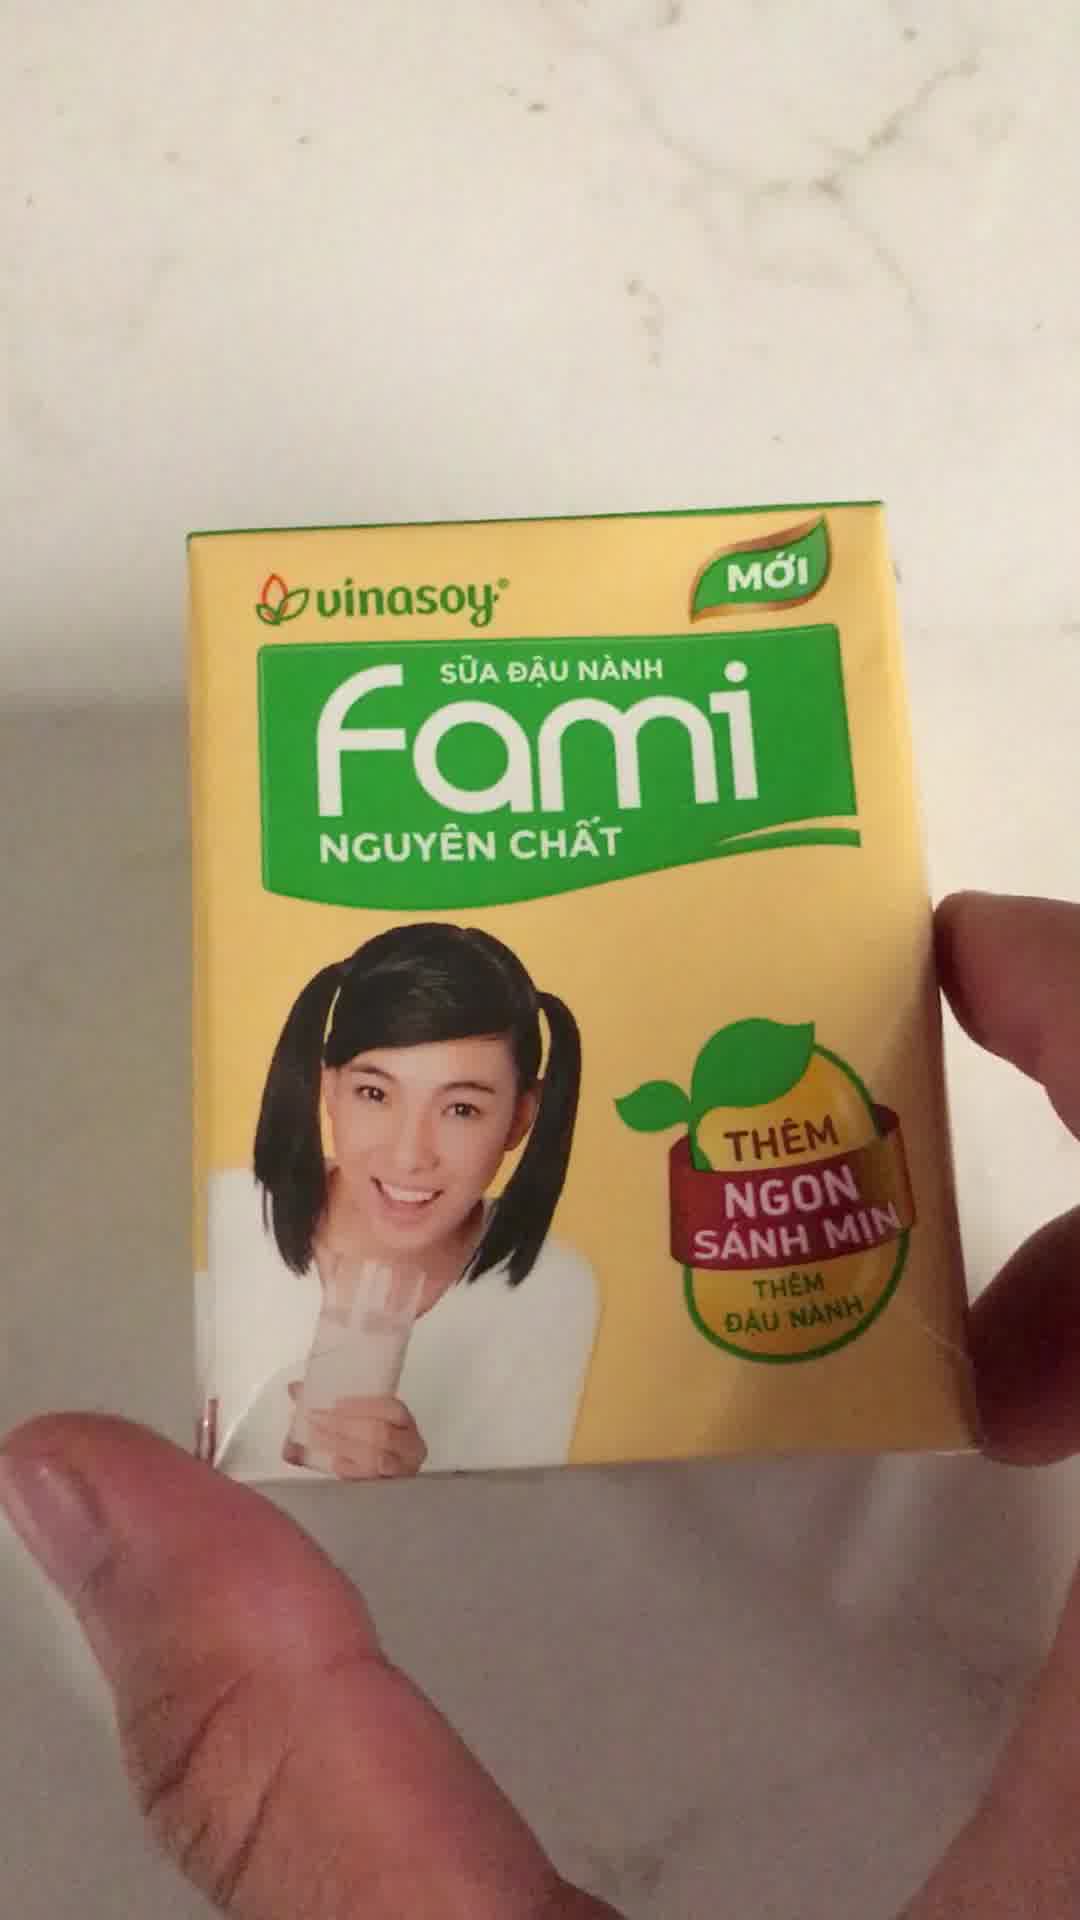 vinasoy®
MỚI
SỮA ĐẬU NÀNH
Fami
NGUYÊN CHẤT
THÊM
NGON
SÁNH MỊN
THÊM
ĐẬU NÀNH